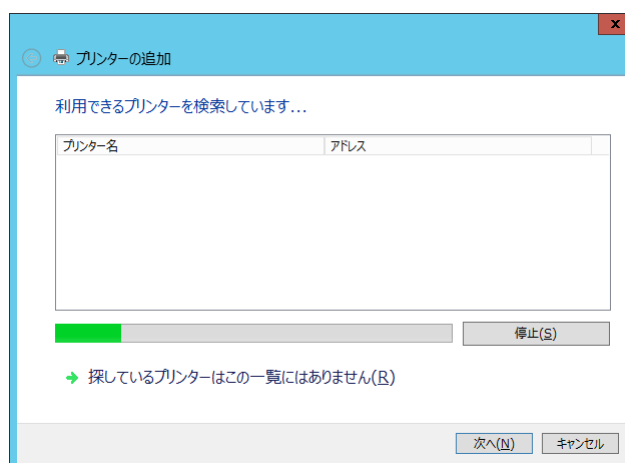 プリンターの追加
利用できるプリンターを検索しています...
プリンター名 アドレス
停止(S)
探しているプリンターはこの一覧にはありません(R)
次へ(N) キャンセル